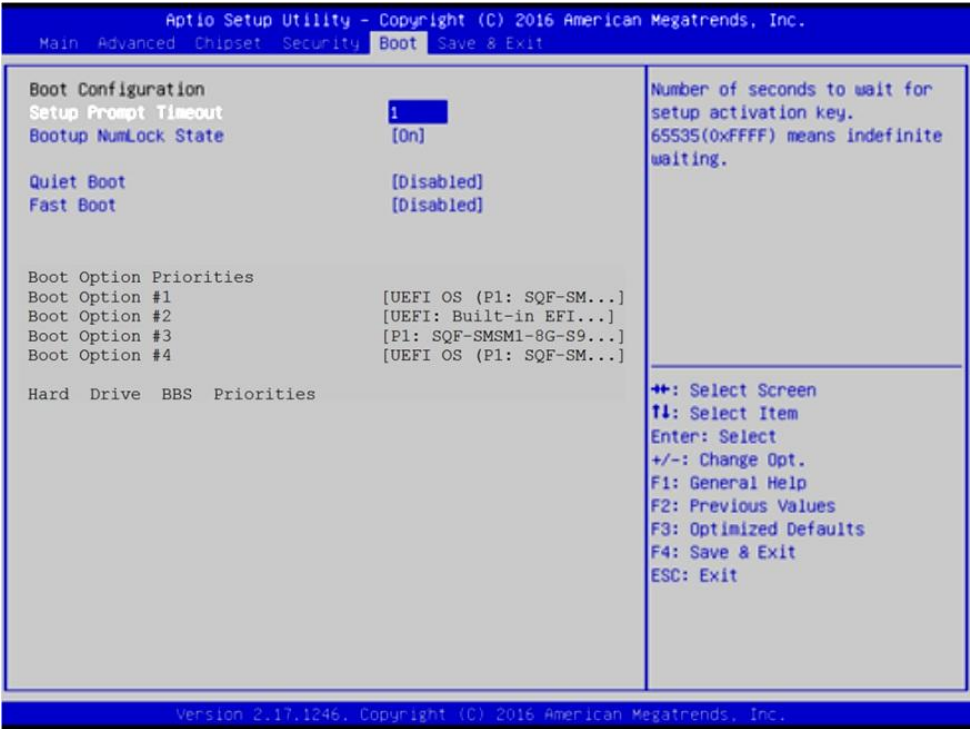 Aptio Setup Utility – Copyright (C) 2016 American Megatrends, Inc.
Main Advanced Chipset Security Boot Save & Exit
Boot Configuration
Setup Prompt Timeout 1
Bootup NumLock State [On]
Quiet Boot [Disabled]
Fast Boot [Disabled]
Boot Option Priorities
Boot Option #1 [UEFI OS (P1: SQF-SM...]
Boot Option #2 [UEFI: Built-in EFI...]
Boot Option #3 [P1: SQF-SMSM1-8G-S9...]
Boot Option #4 [UEFI OS (P1: SQF-SM...]
Hard Drive BBS Priorities
Number of seconds to wait for
setup activation key.
65535(0xFFFF) means indefinite
waiting.
→←: Select Screen
↑↓: Select Item
Enter: Select
+/-: Change Opt.
F1: General Help
F2: Previous Values
F3: Optimized Defaults
F4: Save & Exit
ESC: Exit
Version 2.17.1246. Copyright (C) 2016 American Megatrends, Inc.